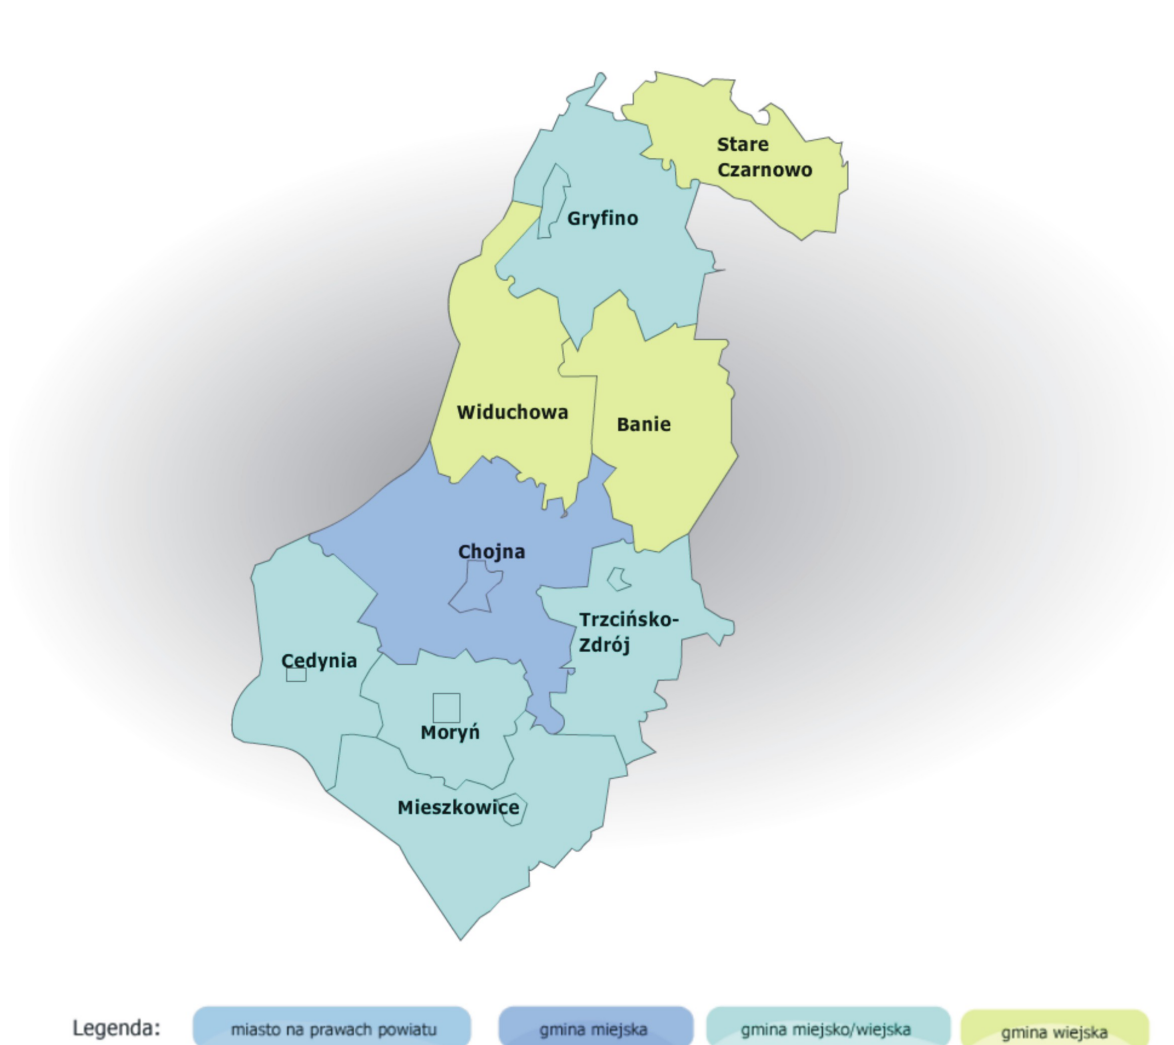 Stare
Czarnowo
Gryfino
Widuchowa
Banie
Chojna
Trzcińsko-
Zdrój
Cedynia
Moryń
Mieszkowice
Legenda:
miasto na prawach powiatu
gmina miejska
gmina miejsko/wiejska
gmina wiejska